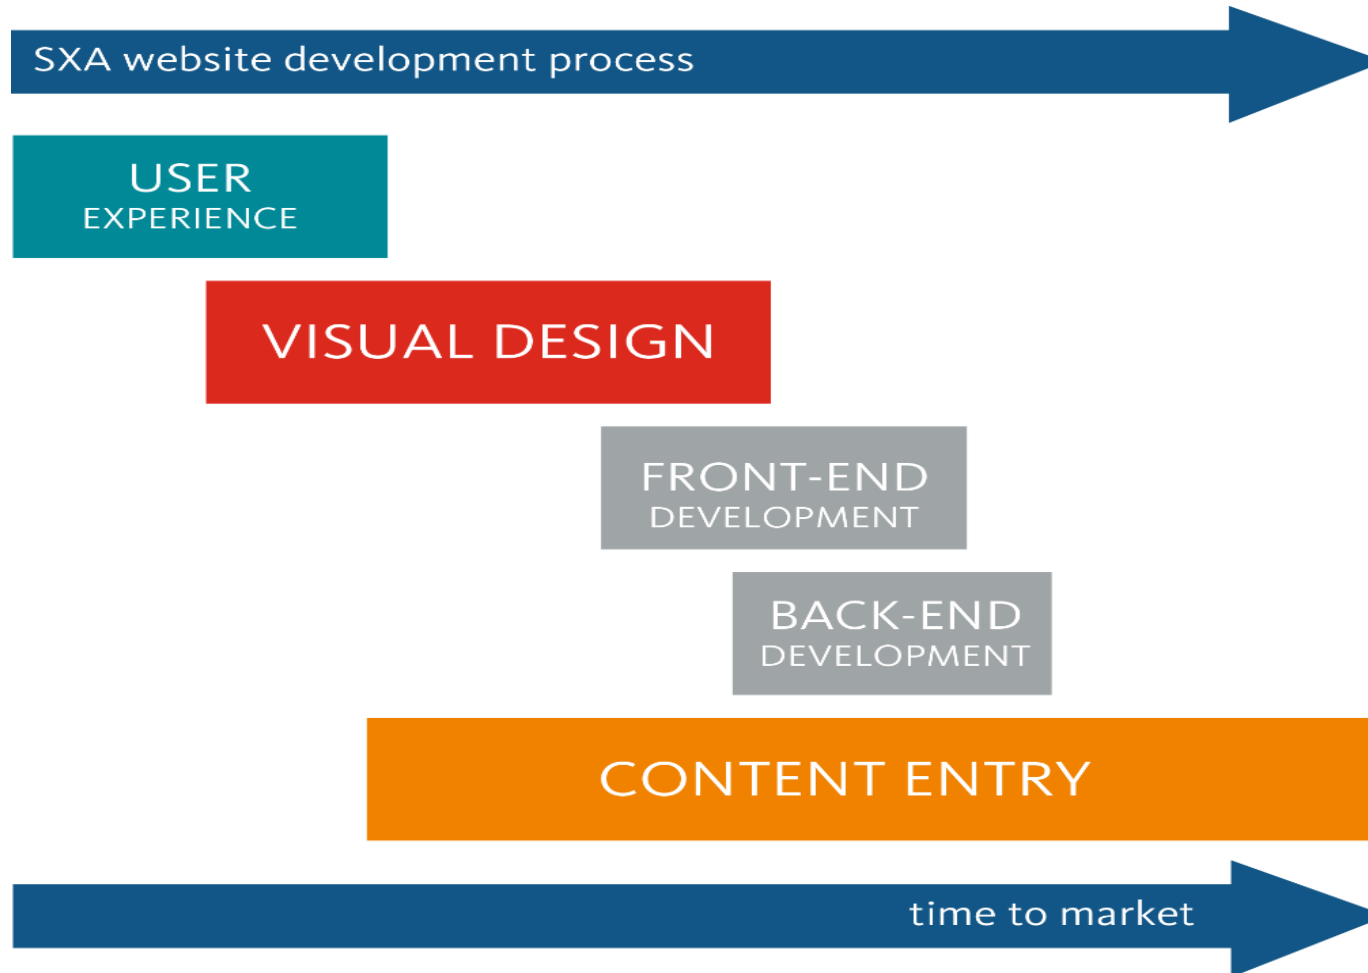 SXA website development process
USER
EXPERIENCE
VISUAL DESIGN
FRONT-END
DEVELOPMENT
BACK-END
DEVELOPMENT
CONTENT ENTRY
time to market